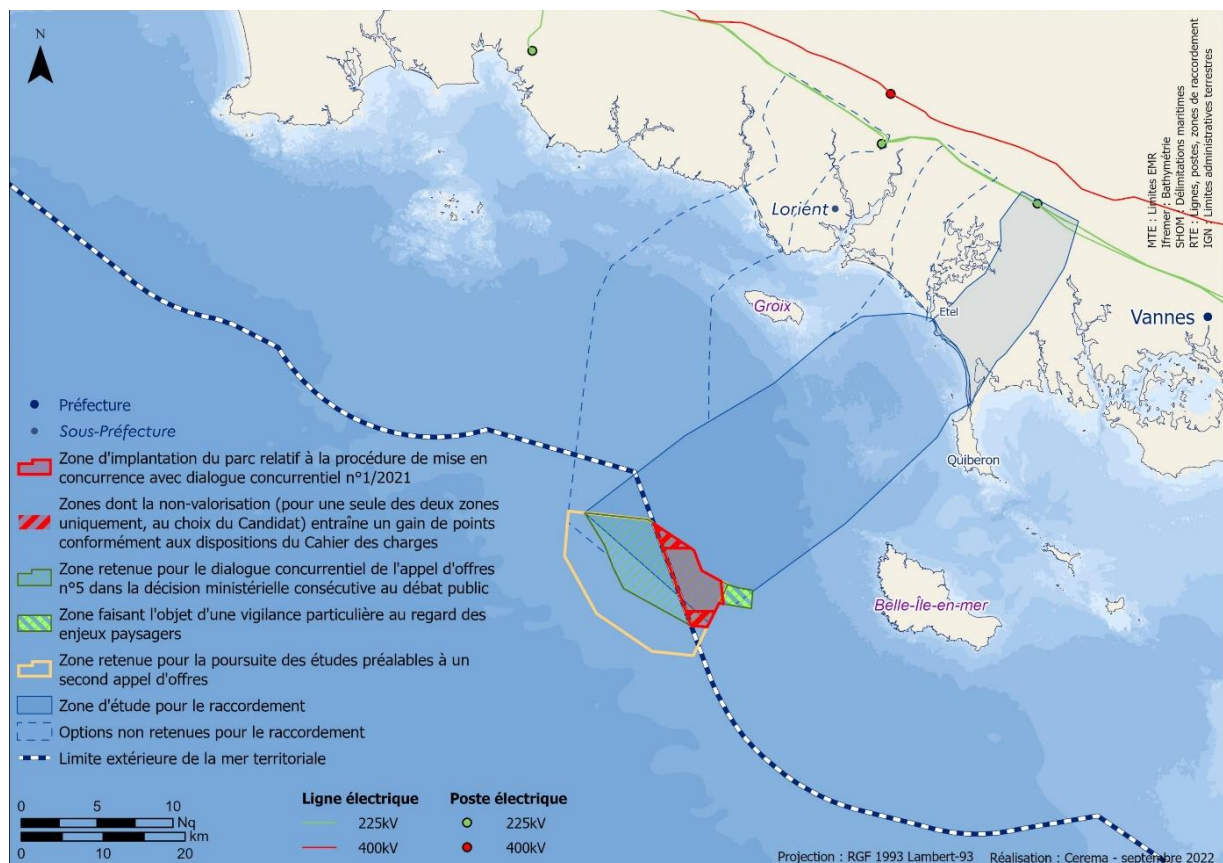 N
MTE : Limites EMR
Ifremer : Bathymétrie
SHOM : Délimitations maritimes
RTE : Lignes, postes, zones de raccordement
IGN : Limites administratives terrestres
Lorient
Groix
Etel
Vannes
Quiberon
Belle-Île-en-mer
Préfecture
Sous-Préfecture
Zone d'implantation du parc relatif à la procédure de mise en
concurrence avec dialogue concurrentiel n°1/2021
Zones dont la non-valorisation (pour une seule des deux zones
uniquement, au choix du Candidat) entraîne un gain de points
conformément aux dispositions du Cahier des charges
Zone retenue pour le dialogue concurrentiel de l'appel d'offres
n°5 dans la décision ministérielle consécutive au débat public
Zone faisant l'objet d'une vigilance particulière au regard des
enjeux paysagers
Zone retenue pour la poursuite des études préalables à un
second appel d'offres
Zone d'étude pour le raccordement
Options non retenues pour le raccordement
Limite extérieure de la mer territoriale
0 5 10
Nq
km
0 10 20
Ligne électrique
225kV
400kV
Poste électrique
225kV
400kV
Projection : RGF 1993 Lambert-93 Réalisation : Cerema - septembre 2022